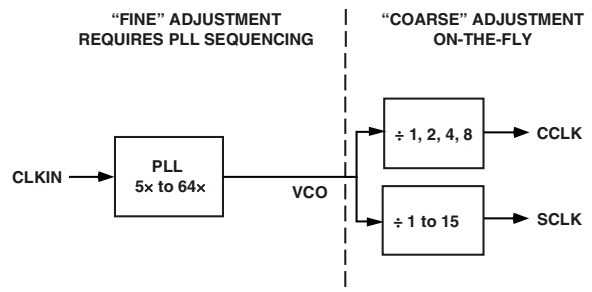 “FINE” ADJUSTMENT
REQUIRES PLL SEQUENCING
“COARSE” ADJUSTMENT
ON-THE-FLY
CLKIN
PLL
5× to 64×
VCO
÷ 1, 2, 4, 8
CCLK
÷ 1 to 15
SCLK